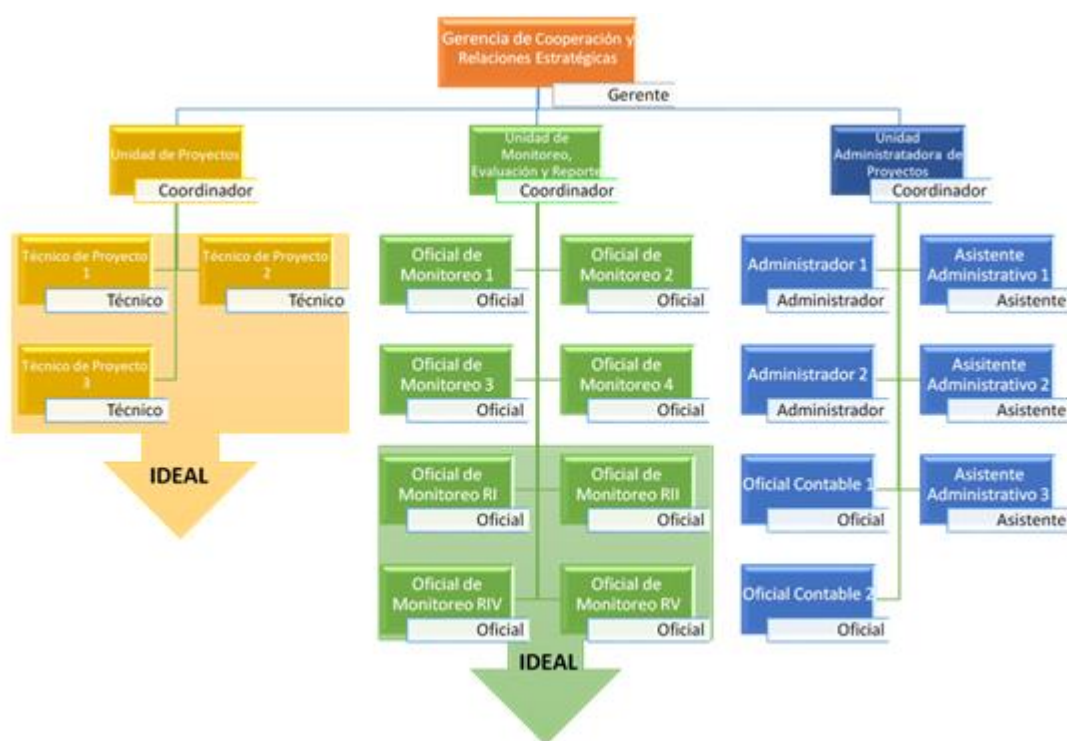 Gerencia de Cooperación y
Relaciones Estratégicas
Gerente
Unidad de Proyectos
Coordinador
Unidad de
Monitoreo,
Evaluación y Reporte
Coordinador
Unidad
Administratadora de
Proyectos
Coordinador
Técnico de Proyecto
1
Técnico
Técnico de Proyecto
2
Técnico
Técnico de Proyecto
3
Técnico
IDEAL
Oficial de
Monitoreo 1
Oficial
Oficial de
Monitoreo 2
Oficial
Oficial de
Monitoreo 3
Oficial
Oficial de
Monitoreo 4
Oficial
Oficial de
Monitoreo RI
Oficial
Oficial de
Monitoreo RII
Oficial
Oficial de
Monitoreo RIV
Oficial
Oficial de
Monitoreo RV
Oficial
IDEAL
Administrador 1
Administrador
Asistente
Administrativo 1
Asistente
Administrador 2
Administrador
Asisitente
Administrativo 2
Asistente
Oficial Contable 1
Oficial
Asistente
Administrativo 3
Asistente
Oficial Contable 2
Oficial